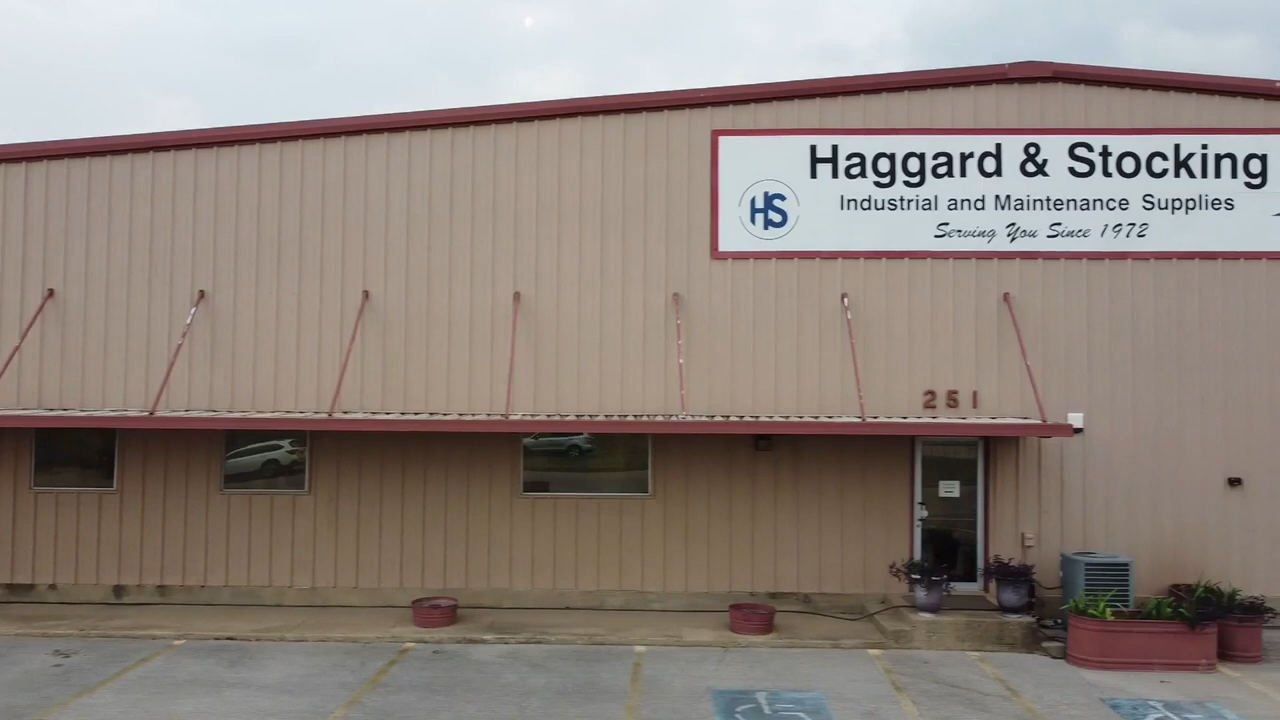 Haggard & Stocking
HS
Industrial and Maintenance Supplies
Serving You Since 1972
251